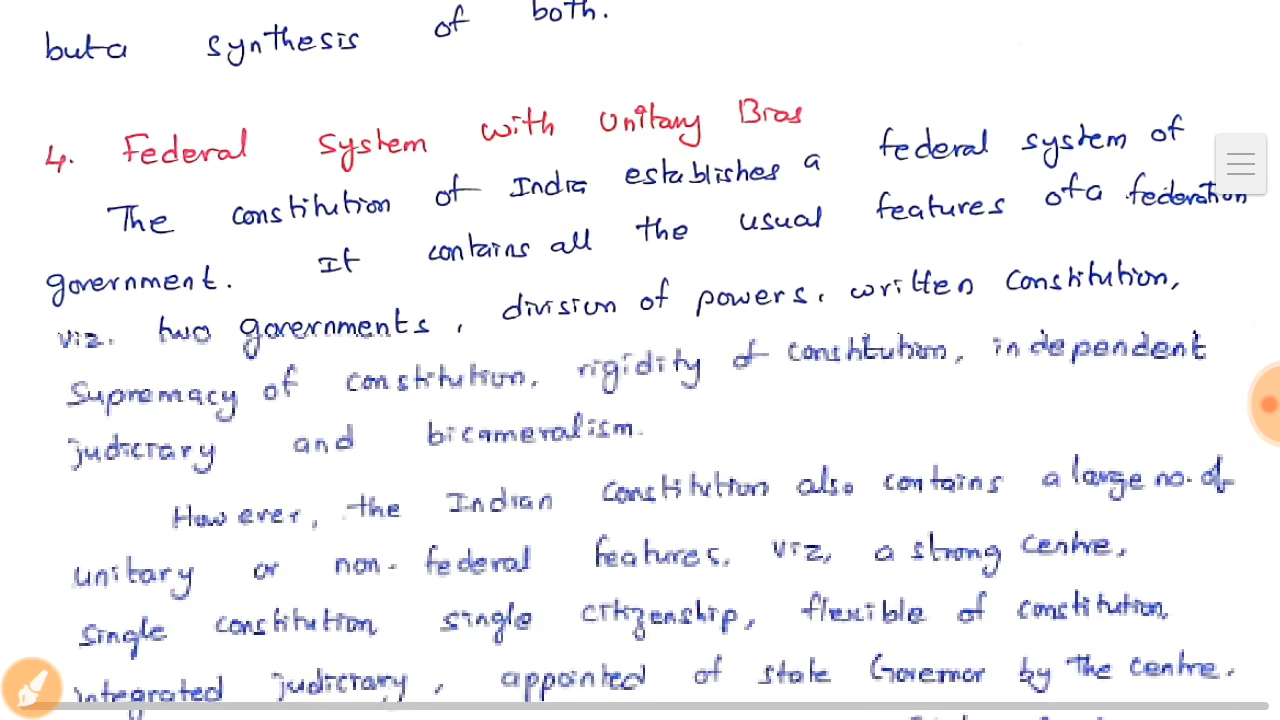 but a synthesis of both.
4. Federal System with Unitary Bias
The constitution of India establishes a federal system of
government. It contains all the usual features of a federation
viz. two governments, division of powers, written constitution,
Supremacy of constitution, rigidity of constitution, independent
judiciary and bicameralism.
However, the Indian constitution also contains a large no. of
unitary or non-federal features, viz, a strong centre,
single constitution, single citizenship, flexible of constitution,
integrated judiciary, appointed of state Governor by the centre.